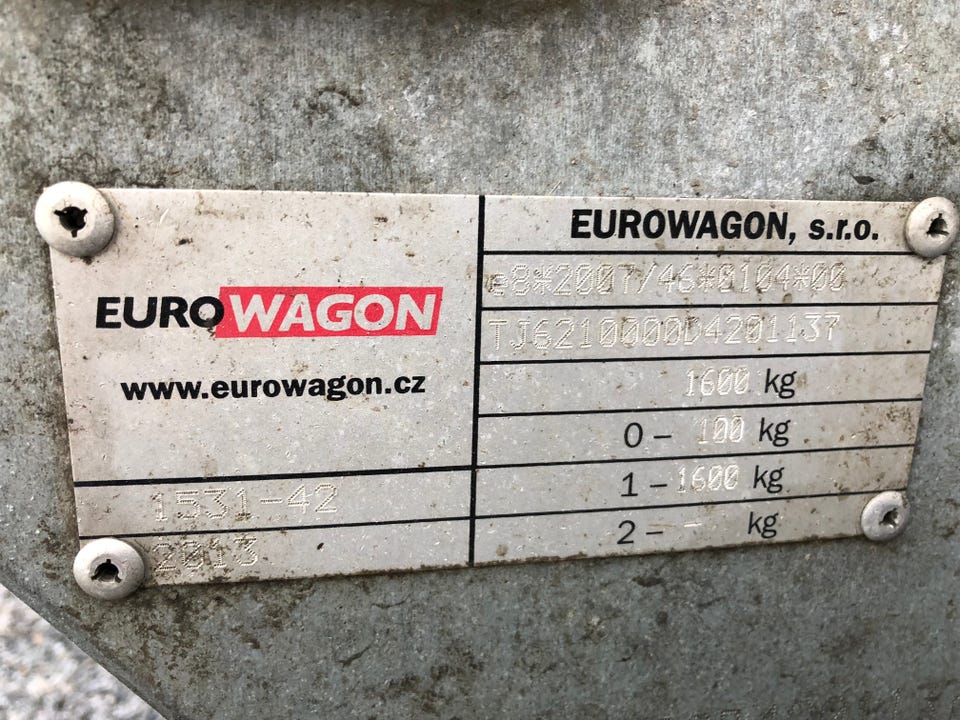 EUROWAGON
www.eurowagon.cz
1531-42
2013
EUROWAGON, s.r.o.
e8*2007/46*0104*00
TJ6210000D4201137
1600 kg
0 - 100 kg
1 - 1600 kg
2 - - kg